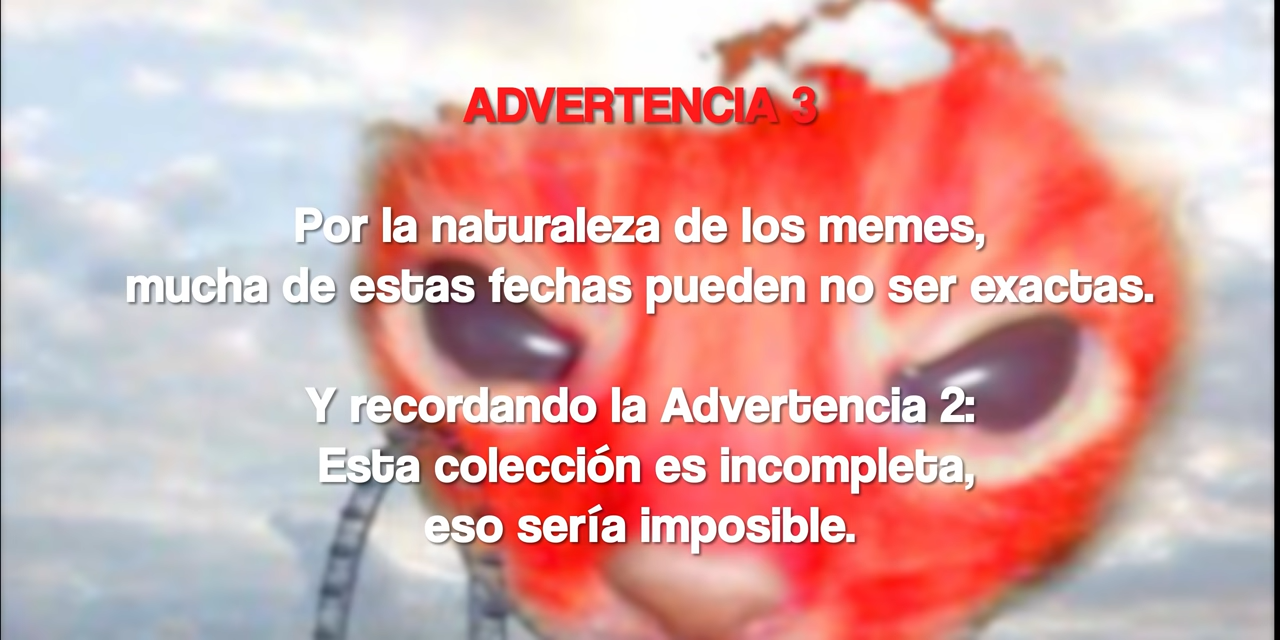 ADVERTENCIA 3
Por la naturaleza de los memes,
mucha de estas fechas pueden no ser exactas.
Y recordando la Advertencia 2:
Esta colección es incompleta,
eso sería imposible.